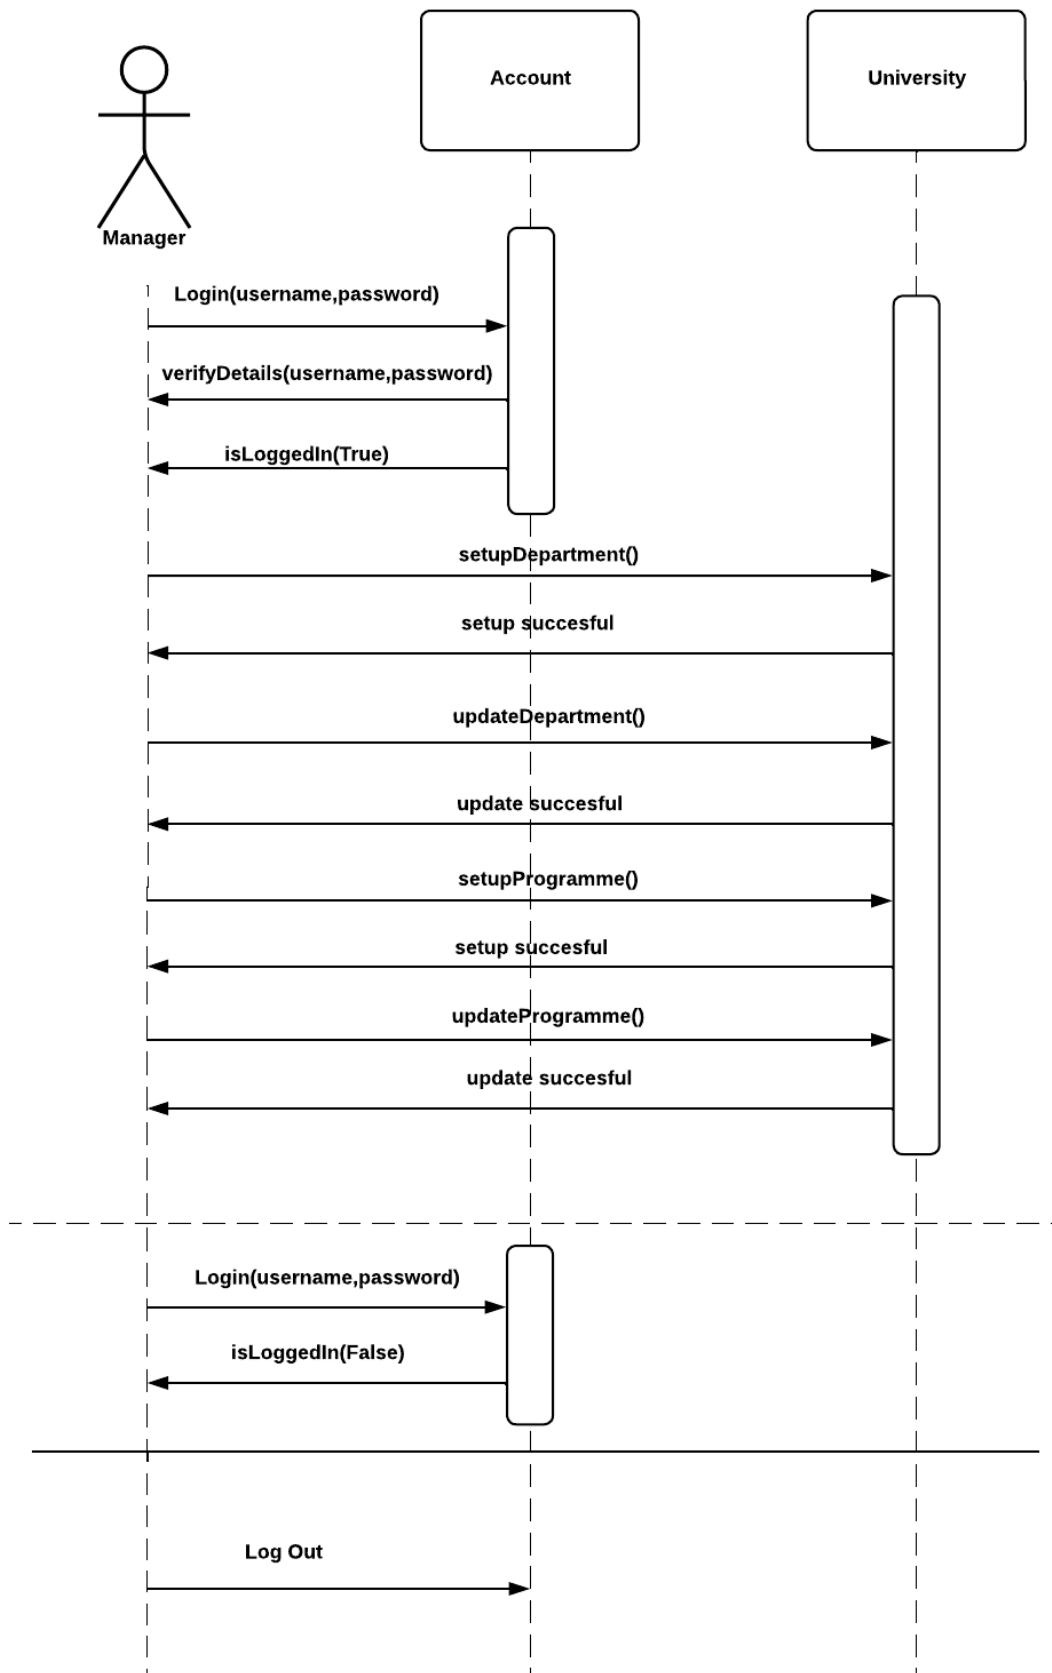 Account
University
Manager
Login(username,password)
verifyDetails(username,password)
isLoggedIn(True)
setupDepartment()
setup succesful
updateDepartment()
update succesful
setupProgramme()
setup succesful
updateProgramme()
update succesful
Login(username,password)
isLoggedIn(False)
Log Out